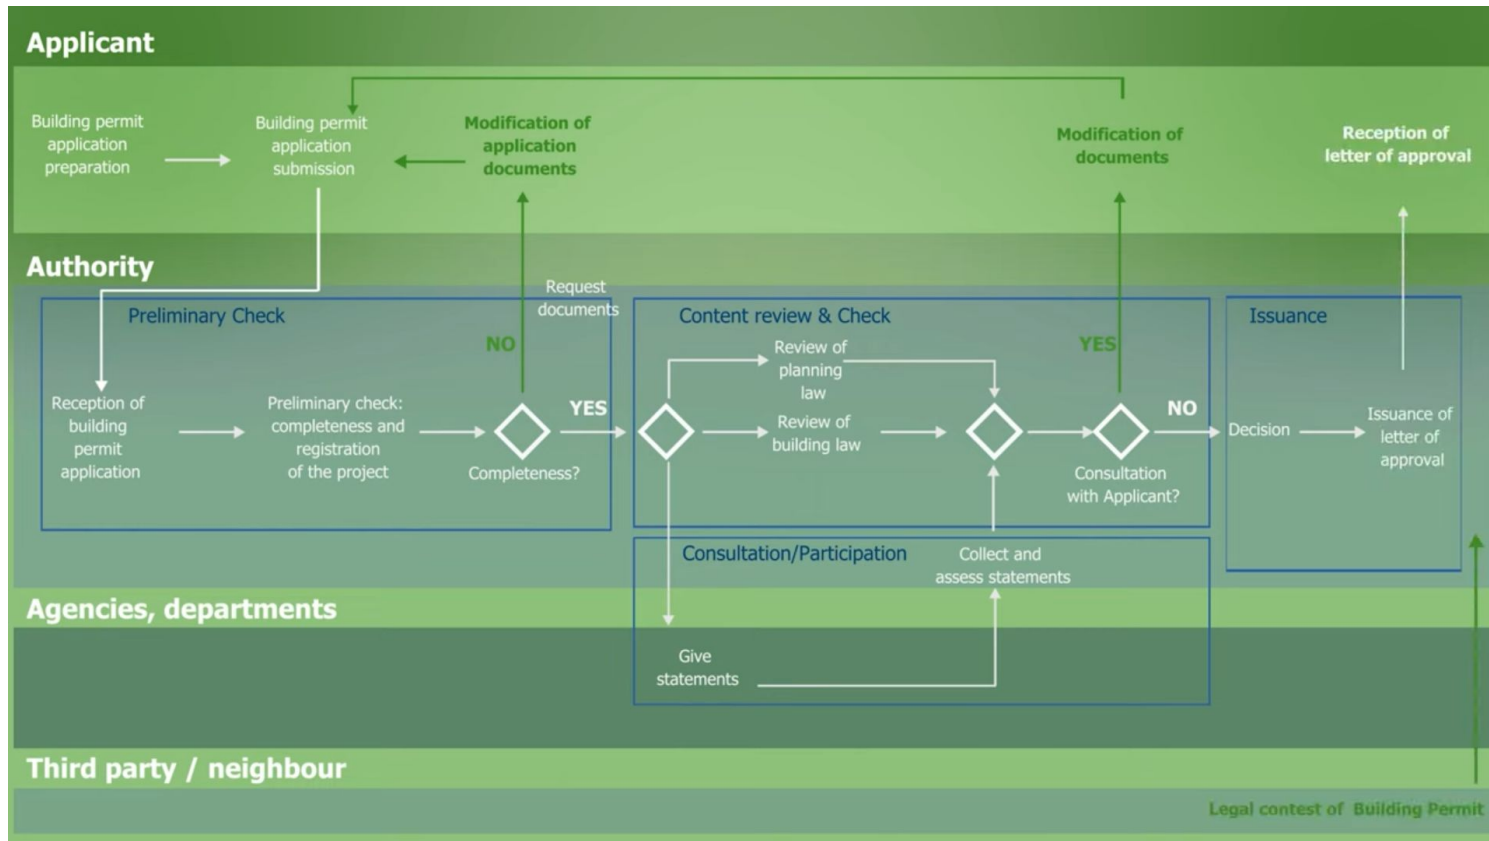 Applicant
Building permit
application
preparation
Building permit
application
submission
Modification of
application
documents
Modification of
documents
Reception of
letter of approval
Authority
Preliminary Check
Request
documents
NO
Reception of
building
permit
application
Preliminary check:
completeness and
registration
of the project
Completeness?
YES
Content review & Check
Review of
planning
law
Review of
building law
YES
Consultation
with Applicant?
NO
Issuance
Decision
Issuance of
letter of
approval
Consultation/Participation
Collect and
assess statements
Agencies, departments
Give
statements
Third party / neighbour
Legal contest of Building Permit